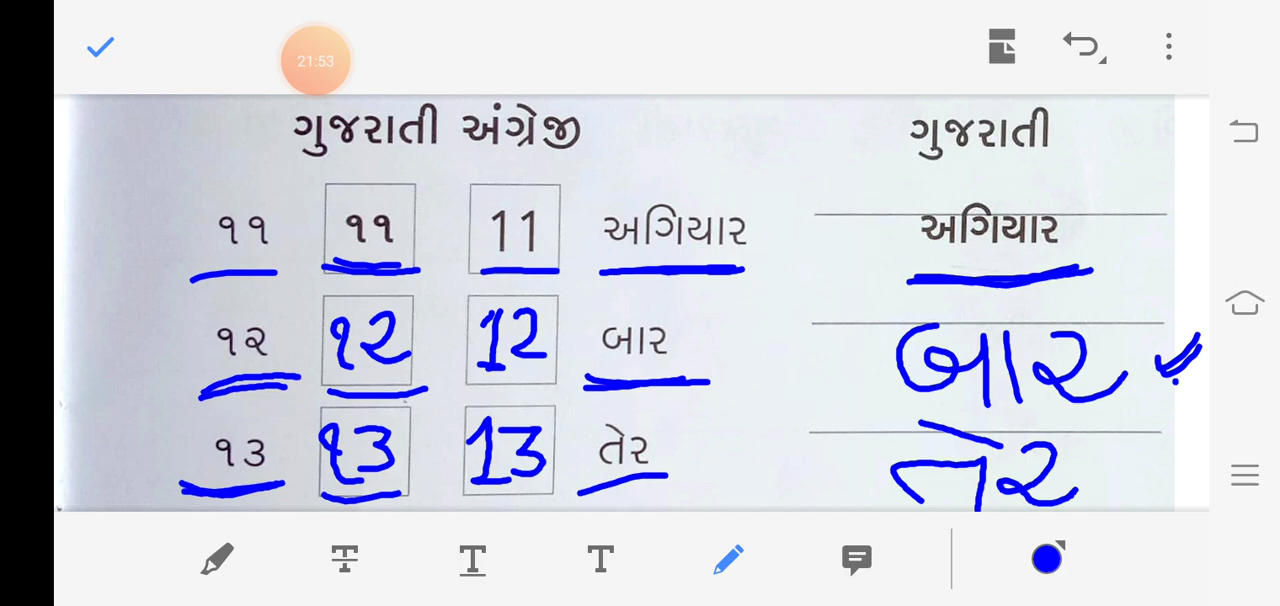 21:53
ગુજરાતી અંગ્રેજી ગુજરાતી
૧૧ ૧૧ 11 અગિયાર અગિયાર
૧૨ ૧૨ 12 બાર બાર
૧૩ ૧૩ 13 તેર તેર